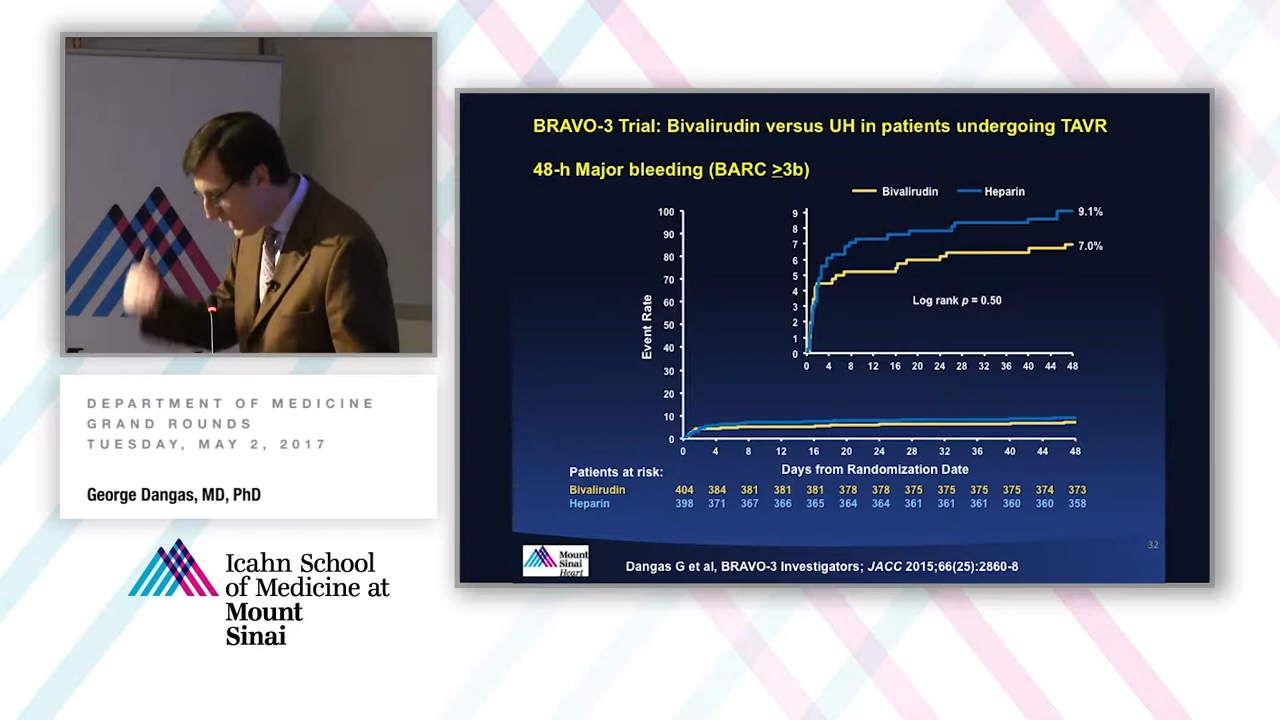 DEPARTMENT OF MEDICINE
GRAND ROUNDS
TUESDAY, MAY 2, 2017
George Dangas, MD, PhD
Icahn School
of Medicine at
Mount
Sinai
BRAVO-3 Trial: Bivalirudin versus UH in patients undergoing TAVR
48-h Major bleeding (BARC ≥3b)
Bivalirudin Heparin
100
90
80
70
60
50
40
30
20
10
0
Event Rate
9
8
7
6
5
4
3
2
1
0
9.1%
7.0%
Log rank p = 0.50
0 4 8 12 16 20 24 28 32 36 44 48
0 4 8 12 16 20 24 28 32 36 40 44 48
Days from Randomization Date
Patients at risk:
Bivalirudin 404 384 381 381 381 378 378 375 375 375 375 374 373
Heparin 398 371 367 366 365 364 364 361 361 361 360 360 358
32
Mount
Sinai
Heart
Dangas G et al, BRAVO-3 Investigators; JACC 2015;66(25):2860-8